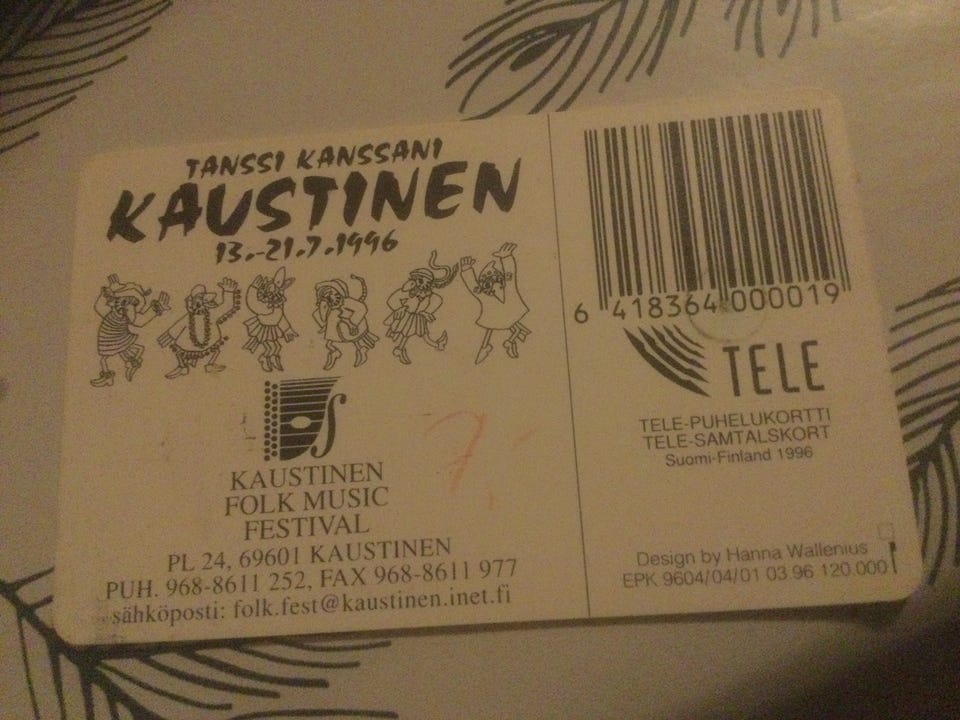 TANSSI KANSSANI
KAUSTINEN
13.-21.7.1996
KAUSTINEN
FOLK MUSIC
FESTIVAL
PL 24, 69601 KAUSTINEN
PUH. 968-8611 252, FAX 968-8611 977
sähköposti: folk.fest@kaustinen.inet.fi
7,-
6 418364 000019
TELE
TELE-PUHELUKORTTI
TELE-SAMTALSKORT
Suomi-Finland 1996
Design by Hanna Wallenius
EPK 9604/04/01 03.96 120.000